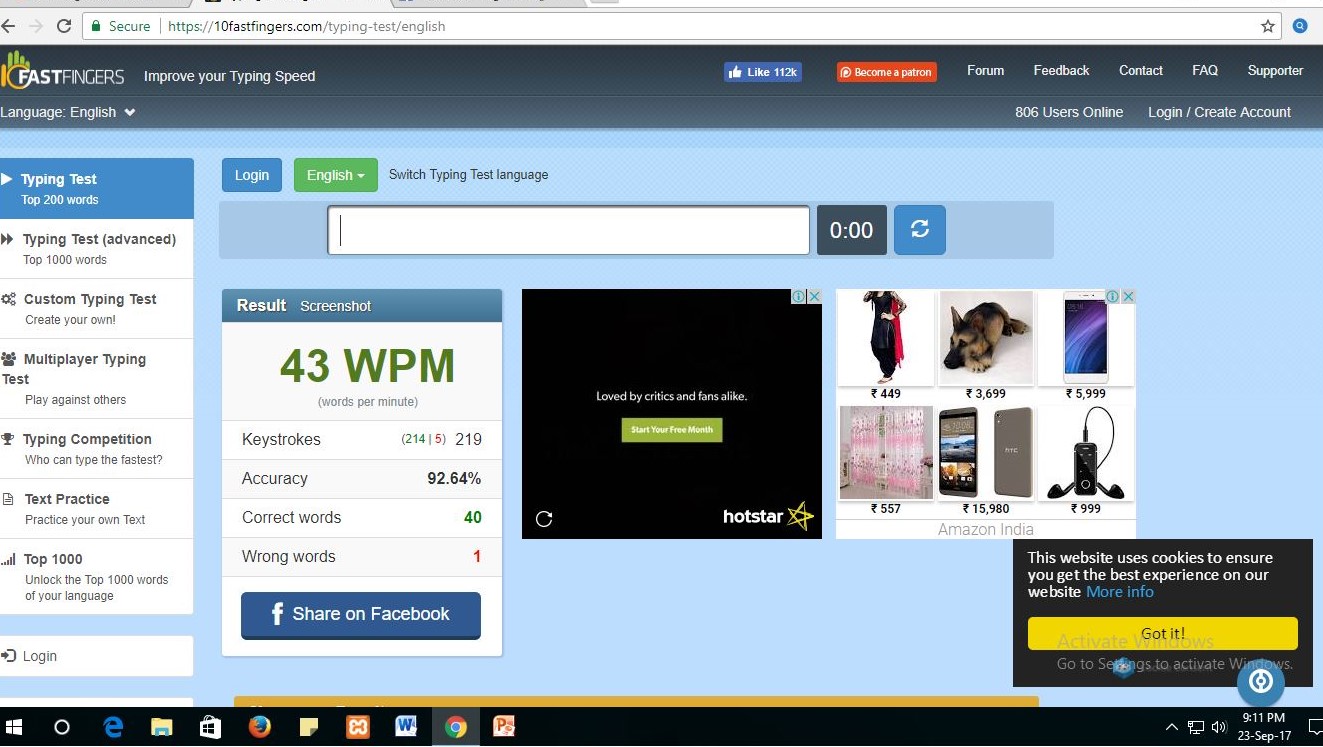 Secure https://10fastfingers.com/typing-test/english
FASTFINGERS Improve your Typing Speed
Like 112k
Become a patron
Forum Feedback Contact FAQ Supporter
Language: English
806 Users Online Login / Create Account
Typing Test
Top 200 words
Typing Test (advanced)
Top 1000 words
Custom Typing Test
Create your own!
Multiplayer Typing
Test
Play against others
Typing Competition
Who can type the fastest?
Text Practice
Practice your own Text
Top 1000
Unlock the Top 1000 words
of your language
Login
Login English Switch Typing Test language
0:00
Result Screenshot
43 WPM
(words per minute)
Keystrokes (214 | 5) 219
Accuracy 92.64%
Correct words 40
Wrong words 1
Share on Facebook
Loved by critics and fans alike.
Start Your Free Month
hotstar
₹ 449 ₹ 3,699 ₹ 5,999
hTC
₹ 557 ₹ 15,980 ₹ 999
Amazon India
This website uses cookies to ensure
you get the best experience on our
website More info
Got it!
Activate Windows
Go to Settings to activate Windows.
9:11 PM
23-Sep-17